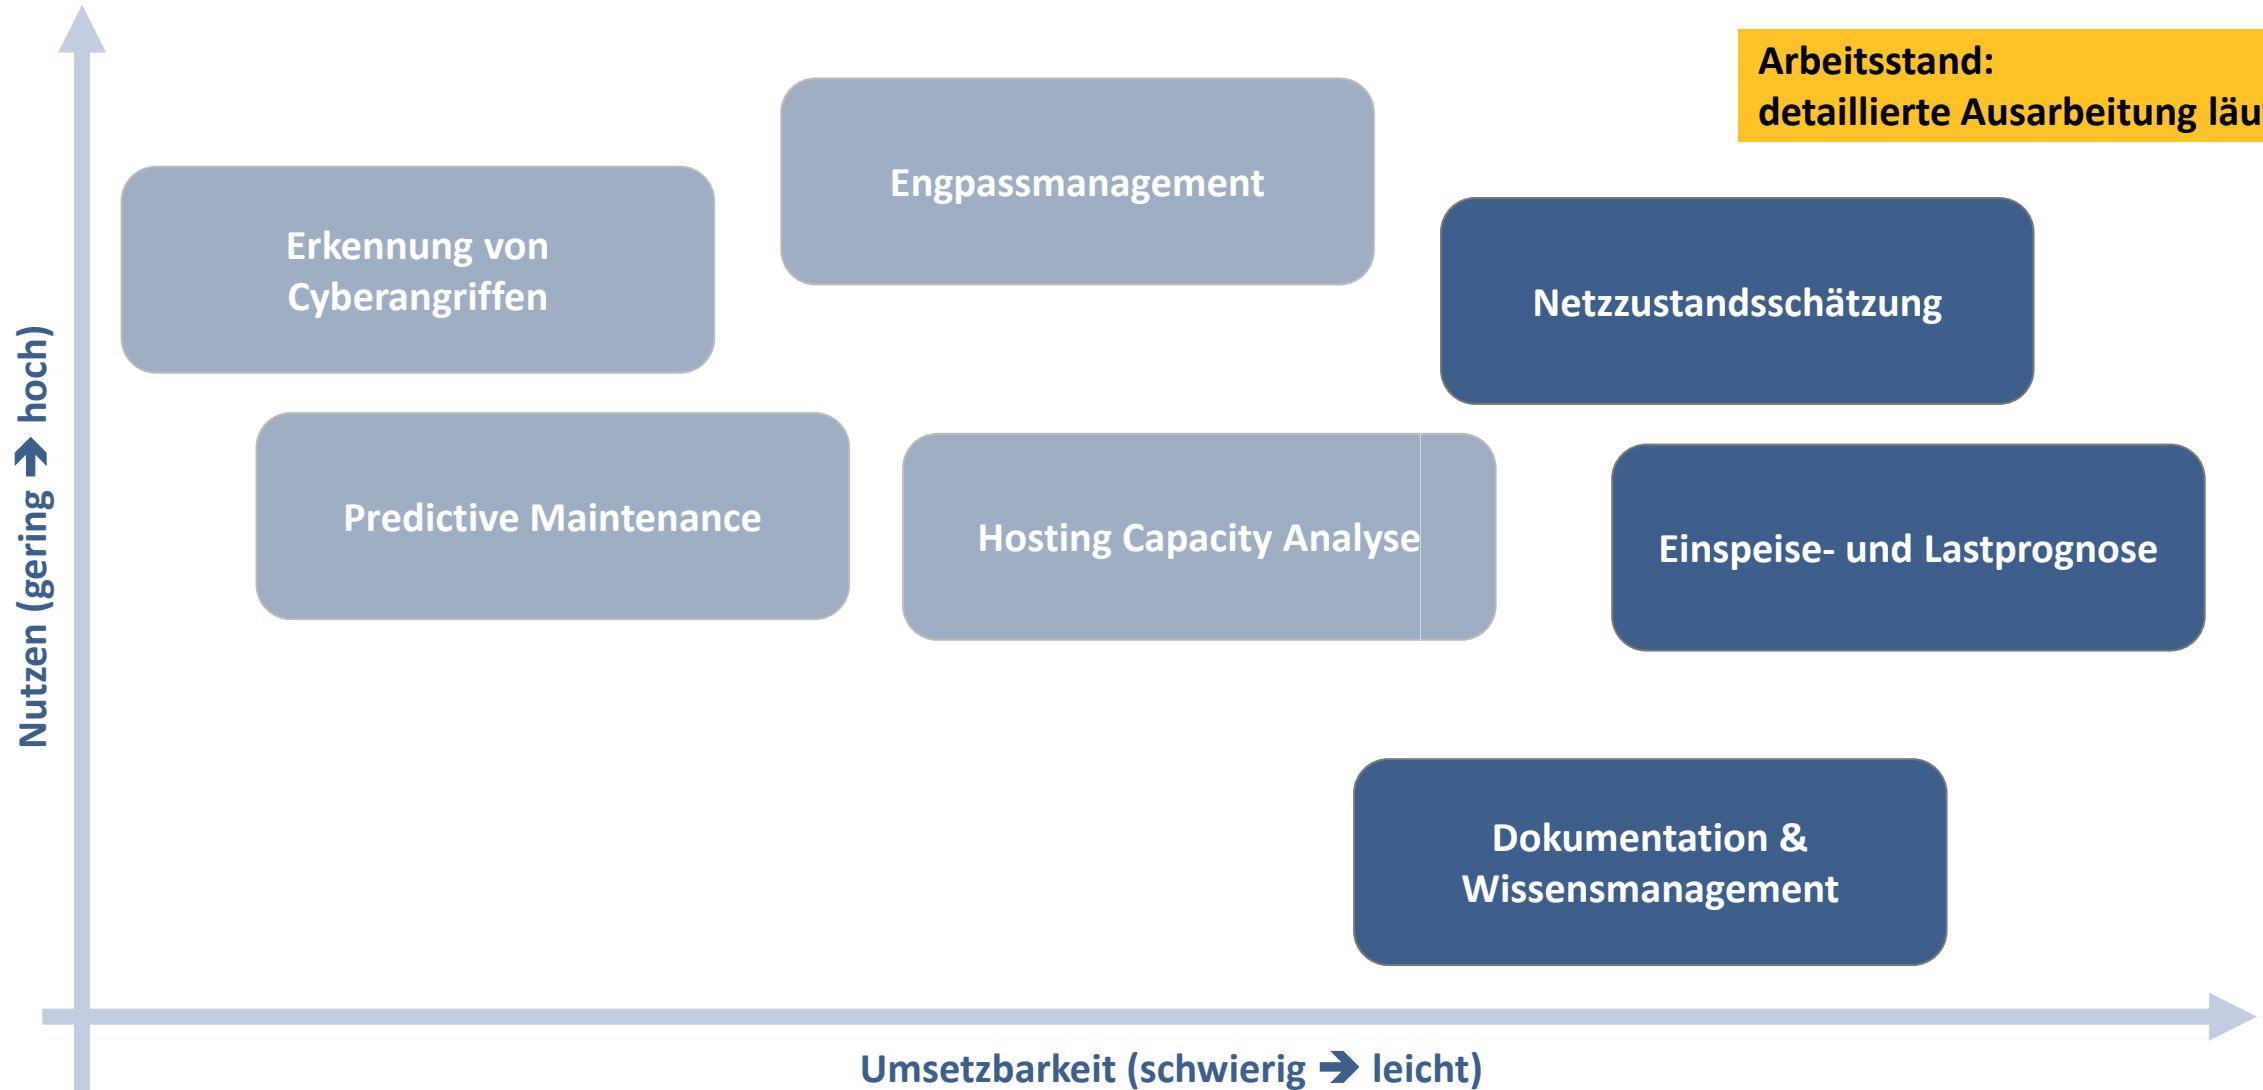 Arbeitsstand:
detaillierte Ausarbeitung läu
Engpassmanagement
Erkennung von
Cyberangriffen
Netzzustandsschätzung
Predictive Maintenance
Hosting Capacity Analyse
Einspeise- und Lastprognose
Dokumentation &
Wissensmanagement
Nutzen (gering → hoch)
Umsetzbarkeit (schwierig → leicht)